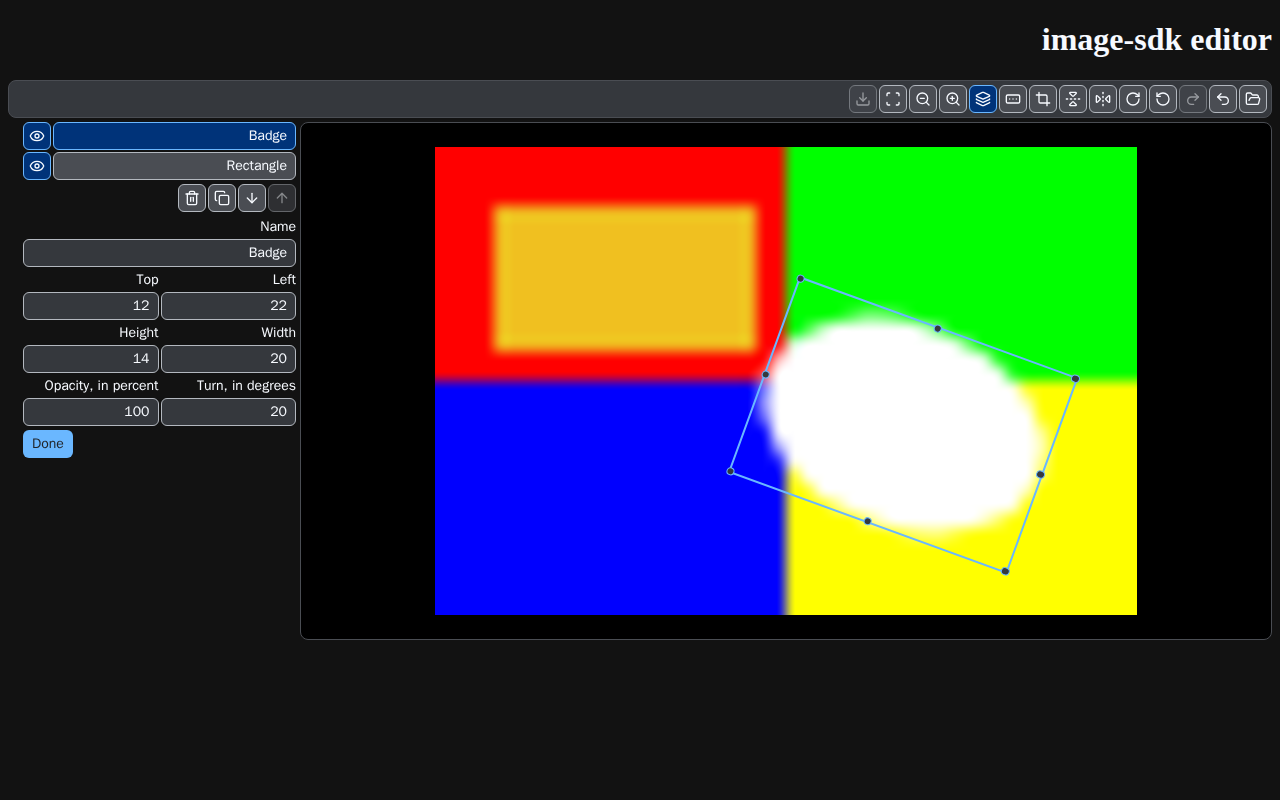 image-sdk editor
Badge
Rectangle
Name
Badge
Left Top
22 12
Width Height
20 14
Turn, in degrees Opacity, in percent
20 100
Done